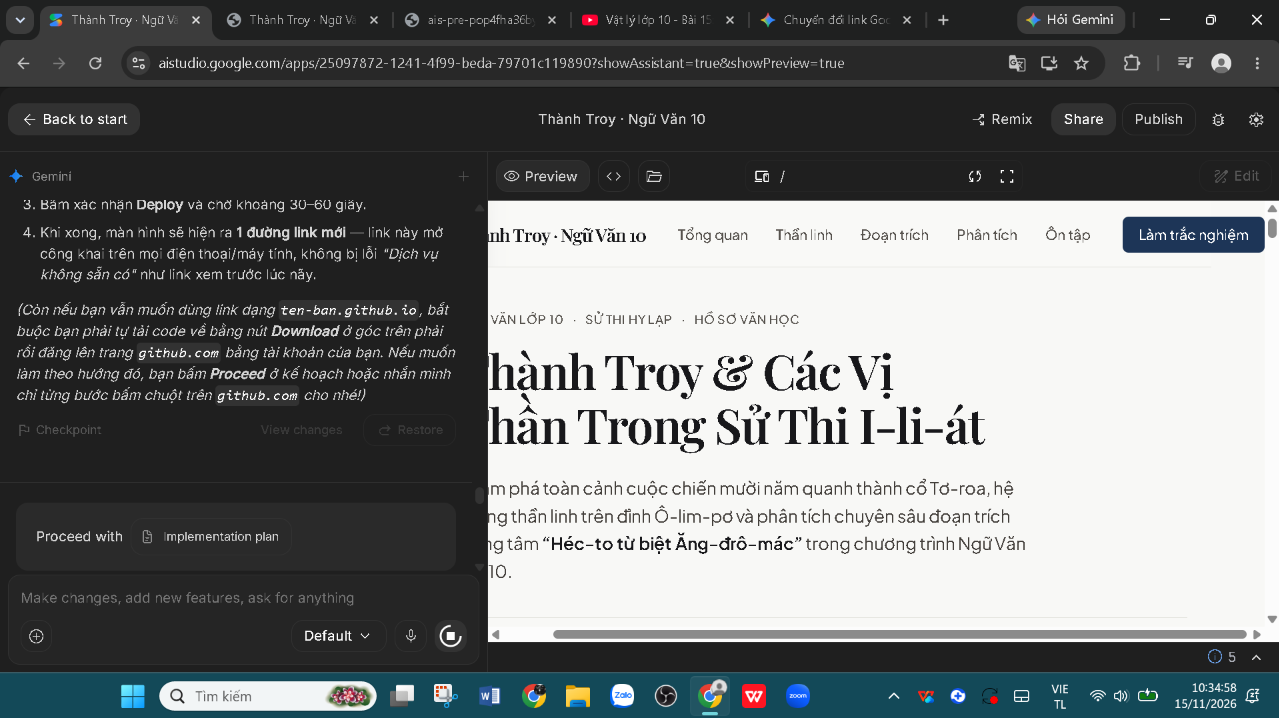 Thành Troy · Ngữ Vă
Thành Troy · Ngữ Vă
ais-pre-pop4fha36by
Vật lý lớp 10 - Bài 15
Chuyển đổi link Goo
Hỏi Gemini
aistudio.google.com/apps/25097872-1241-4f99-beda-79701c119890?showAssistant=true&showPreview=true
Back to start
Thành Troy · Ngữ Văn 10
Remix
Share
Publish
Gemini
Preview
/
Edit
3. Bấm xác nhận Deploy và chờ khoảng 30–60 giây.
4. Khi xong, màn hình sẽ hiện ra 1 đường link mới — link này mở
công khai trên mọi điện thoại/máy tính, không bị lỗi "Dịch vụ
không sẵn có" như link xem trước lúc này.
(Còn nếu bạn vẫn muốn dùng link dạng ten-ban.github.io, bắt
buộc bạn phải tự tải code về bằng nút Download ở góc trên phải
rồi đăng lên trang github.com bằng tài khoản của bạn. Nếu muốn
làm theo hướng đó, bạn bấm Proceed ở kế hoạch hoặc nhắn mình
chỉ từng bước bấm chuột trên github.com cho nhé!)
Checkpoint
View changes
Restore
Proceed with
Implementation plan
Make changes, add new features, ask for anything
Default
ành Troy · Ngữ Văn 10
Tổng quan
Thần linh
Đoạn trích
Phân tích
Ôn tập
Làm trắc nghiệm
VĂN LỚP 10 · SỬ THI HY LẠP · HỒ SƠ VĂN HỌC
hành Troy & Các Vị
hần Trong Sử Thi I-li-át
m phá toàn cảnh cuộc chiến mười năm quanh thành cổ Tơ-roa, hệ
ng thần linh trên đỉnh Ô-lim-pơ và phân tích chuyên sâu đoạn trích
ng tâm “Héc-to từ biệt Ăng-đrô-mác” trong chương trình Ngữ Văn
10.
5
Tìm kiếm
VIE
TL
10:34:58
15/11/2026